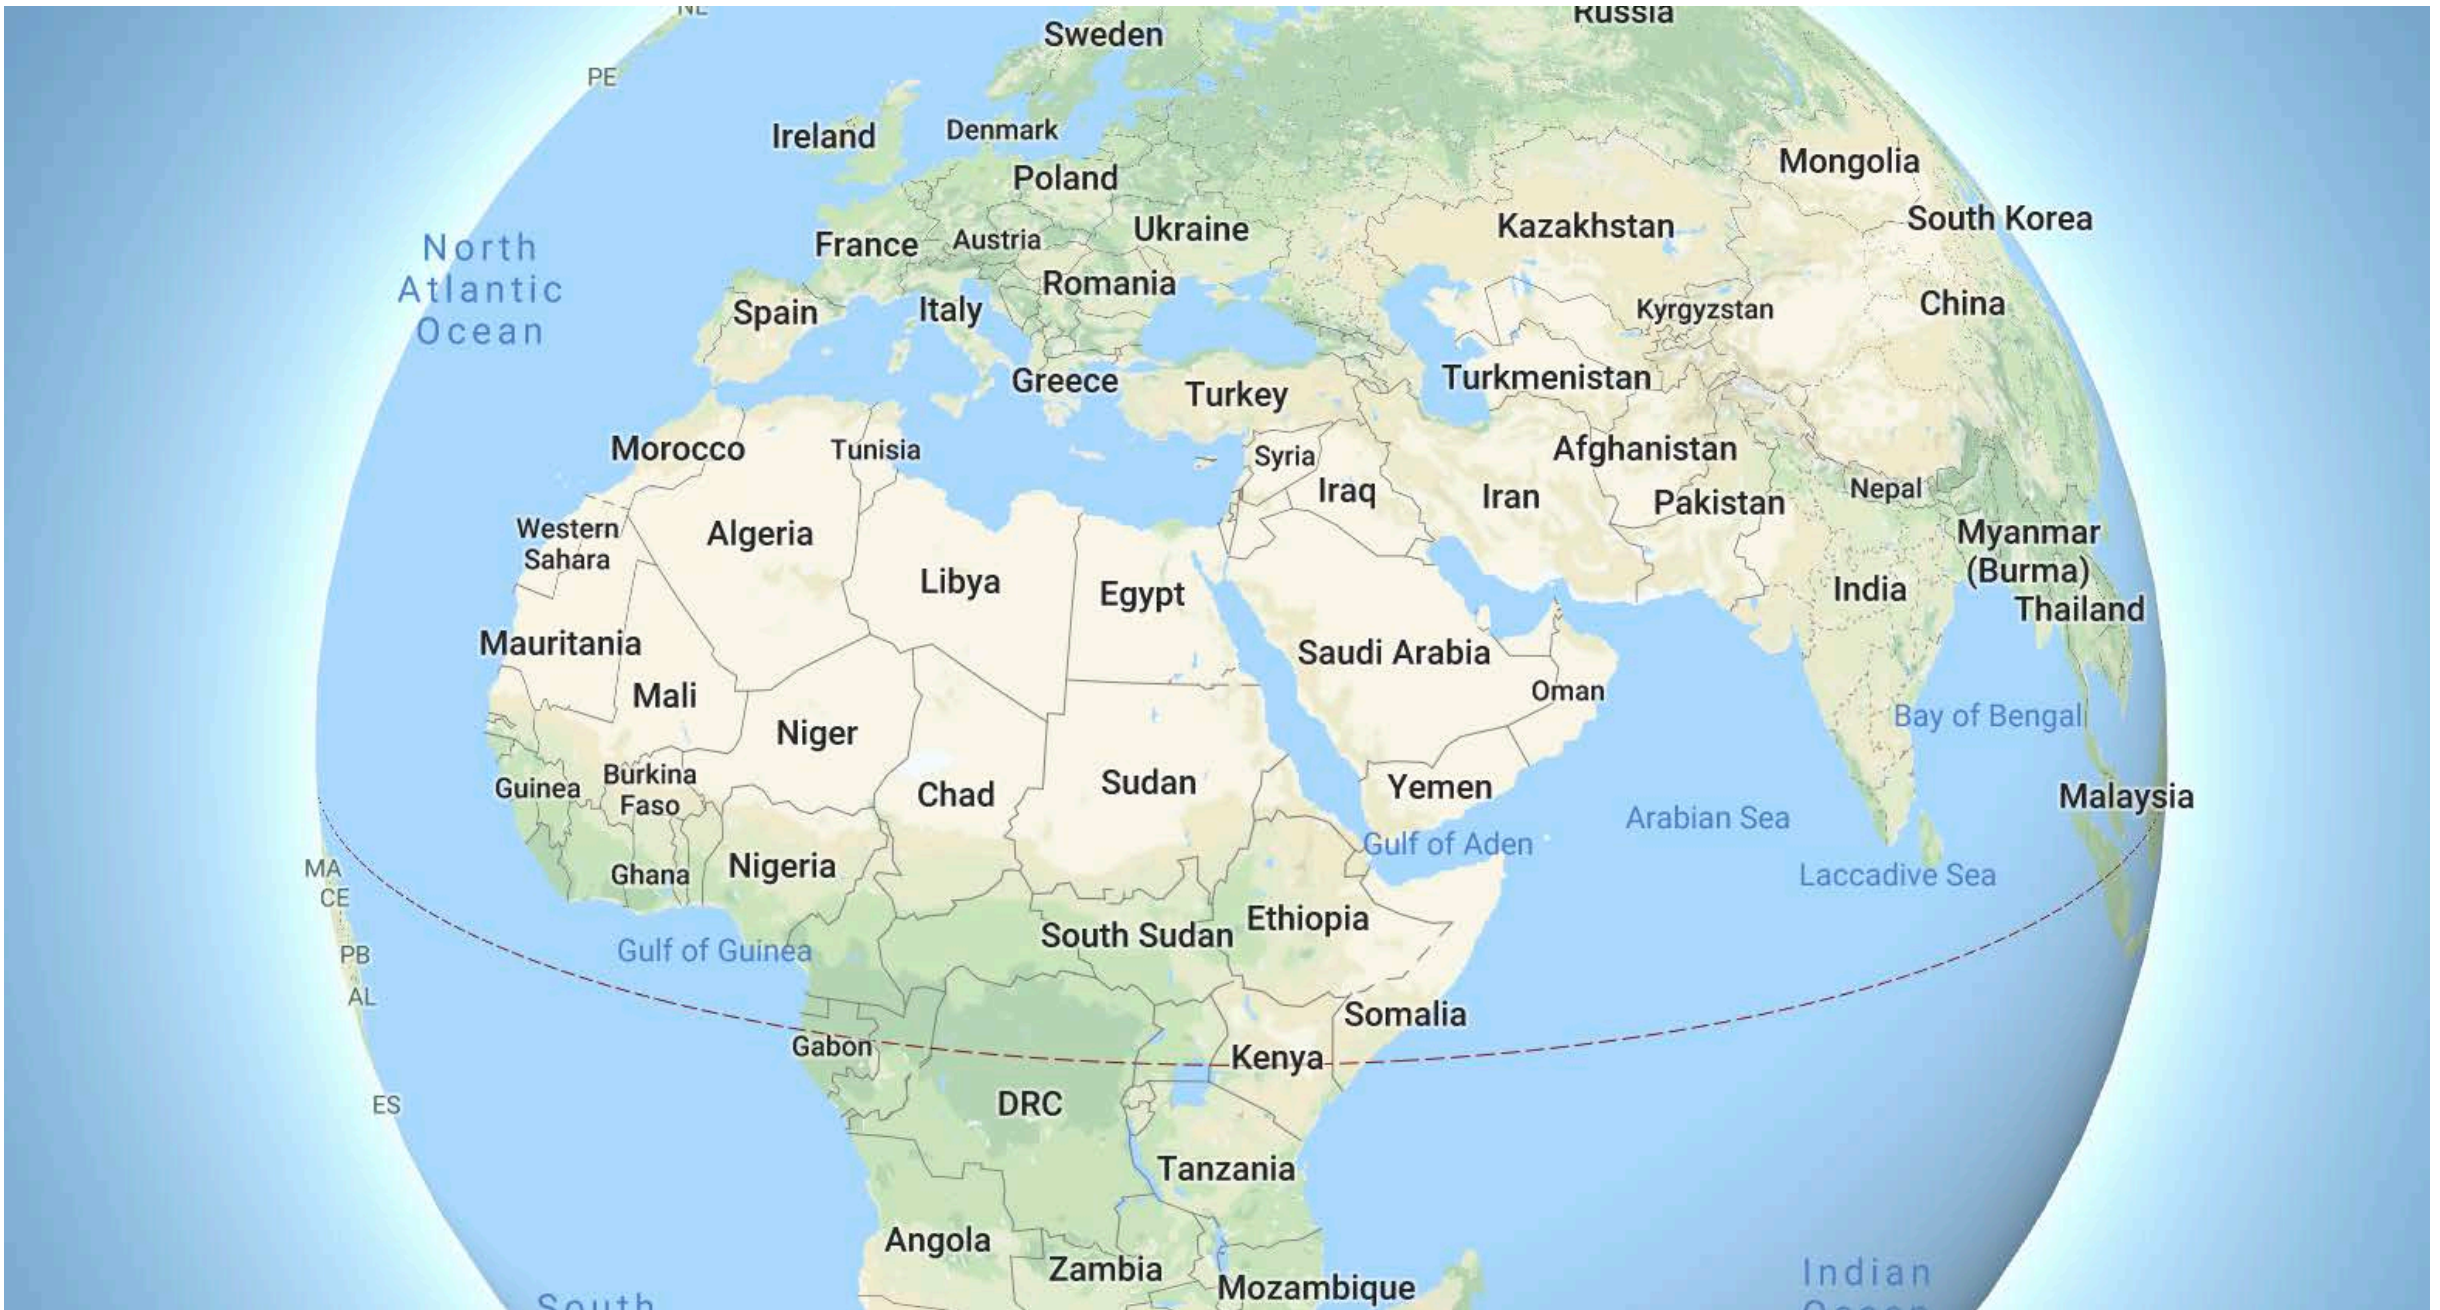 NL
Russia
Sweden
PE
Ireland
Denmark
Mongolia
Poland
South Korea
Kazakhstan
Ukraine
France
Austria
North
Atlantic
Ocean
Romania
China
Spain
Italy
Kyrgyzstan
Greece
Turkey
Turkmenistan
Morocco
Tunisia
Syria
Afghanistan
Iraq
Iran
Pakistan
Nepal
Western
Sahara
Algeria
Myanmar
(Burma)
Libya
Egypt
India
Thailand
Mauritania
Saudi Arabia
Mali
Oman
Niger
Bay of Bengal
Guinea
Burkina
Faso
Chad
Sudan
Yemen
Malaysia
Arabian Sea
Gulf of Aden
MA
Ghana
Nigeria
Laccadive Sea
CE
Ethiopia
South Sudan
PB
Gulf of Guinea
AL
Somalia
Gabon
Kenya
ES
DRC
Tanzania
Angola
Zambia
Mozambique
Indian
Ocean
South